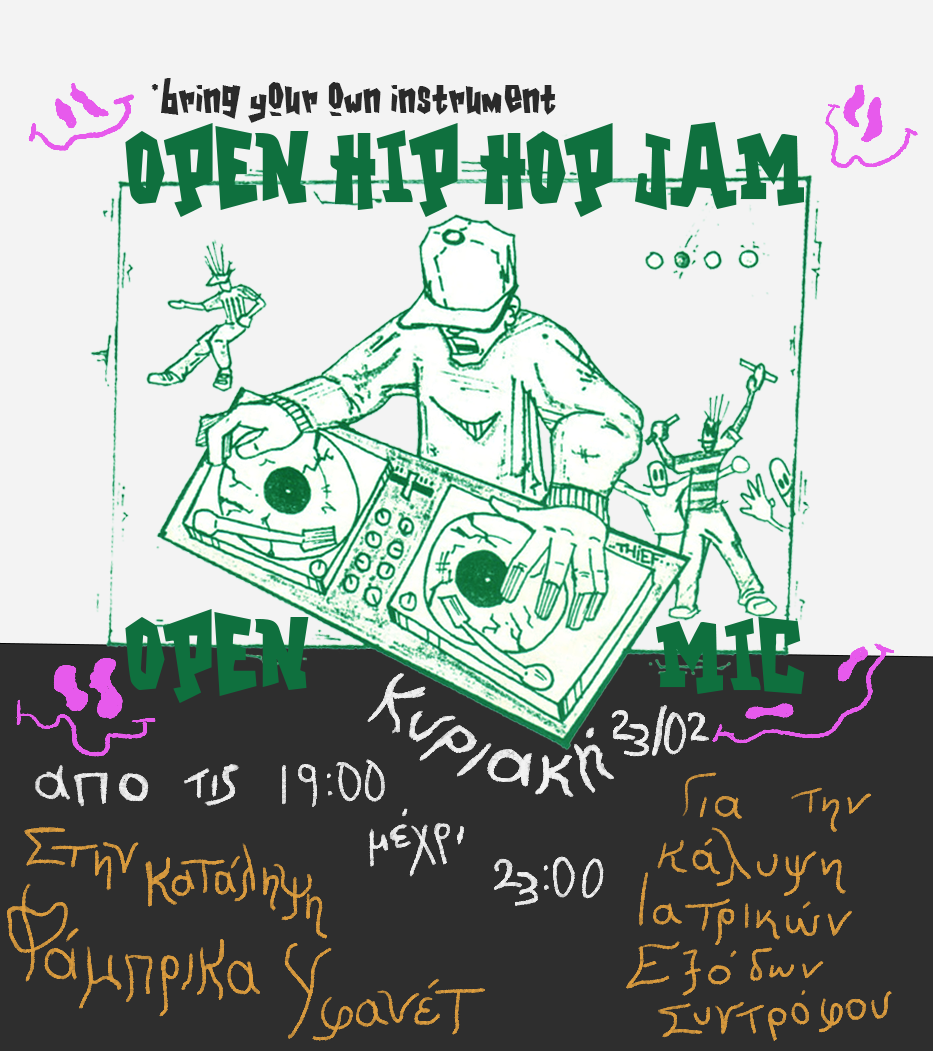 *bring your own instrument
OPEN HIP HOP JAM
THIEF
OPEN MIC
Κυριακή 23/02
απο τις 19:00
μέχρι
23:00
Στην κατάληψη
Φάμπρικα Υφανέτ
Για την
κάλυψη
Ιατρικών
Εξόδων
Συντρόφου